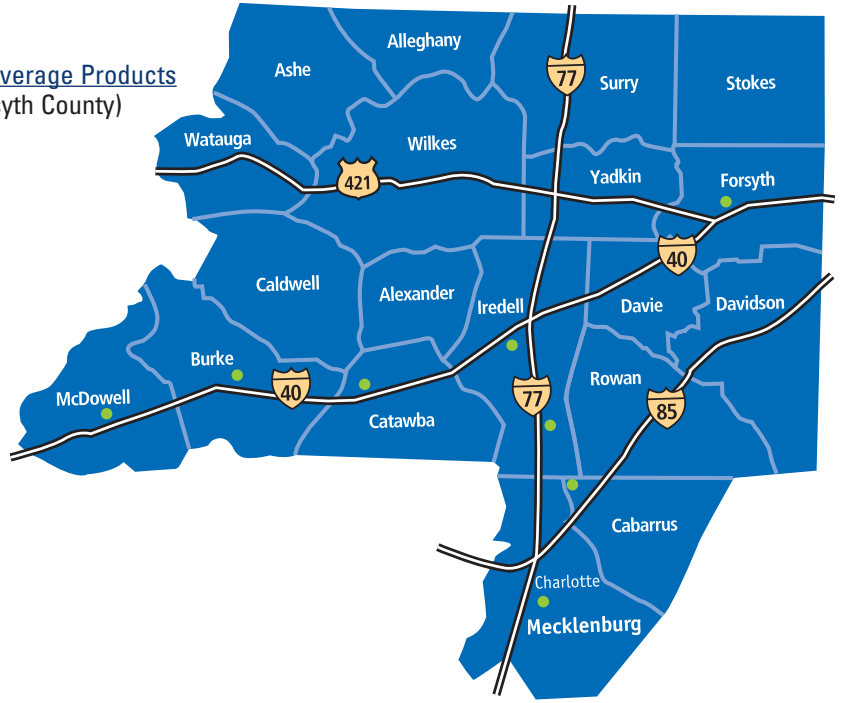 verage Products
syth County)
Alleghany
Ashe
77
Surry
Stokes
Watauga
Wilkes
421
Yadkin
Forsyth
40
Caldwell
Alexander
Iredell
Davie
Davidson
Burke
40
McDowell
Catawba
77
Rowan
85
Cabarrus
Charlotte
Mecklenburg